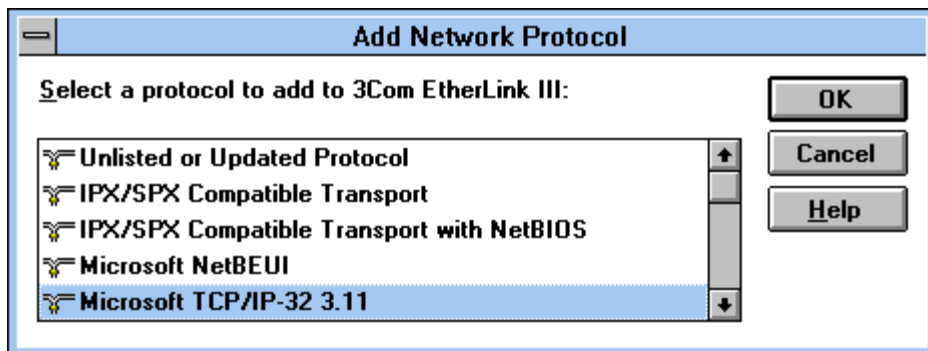 Add Network Protocol
Select a protocol to add to 3Com EtherLink III:
OK
Cancel
Help
Unlisted or Updated Protocol
IPX/SPX Compatible Transport
IPX/SPX Compatible Transport with NetBIOS
Microsoft NetBEUI
Microsoft TCP/IP-32 3.11